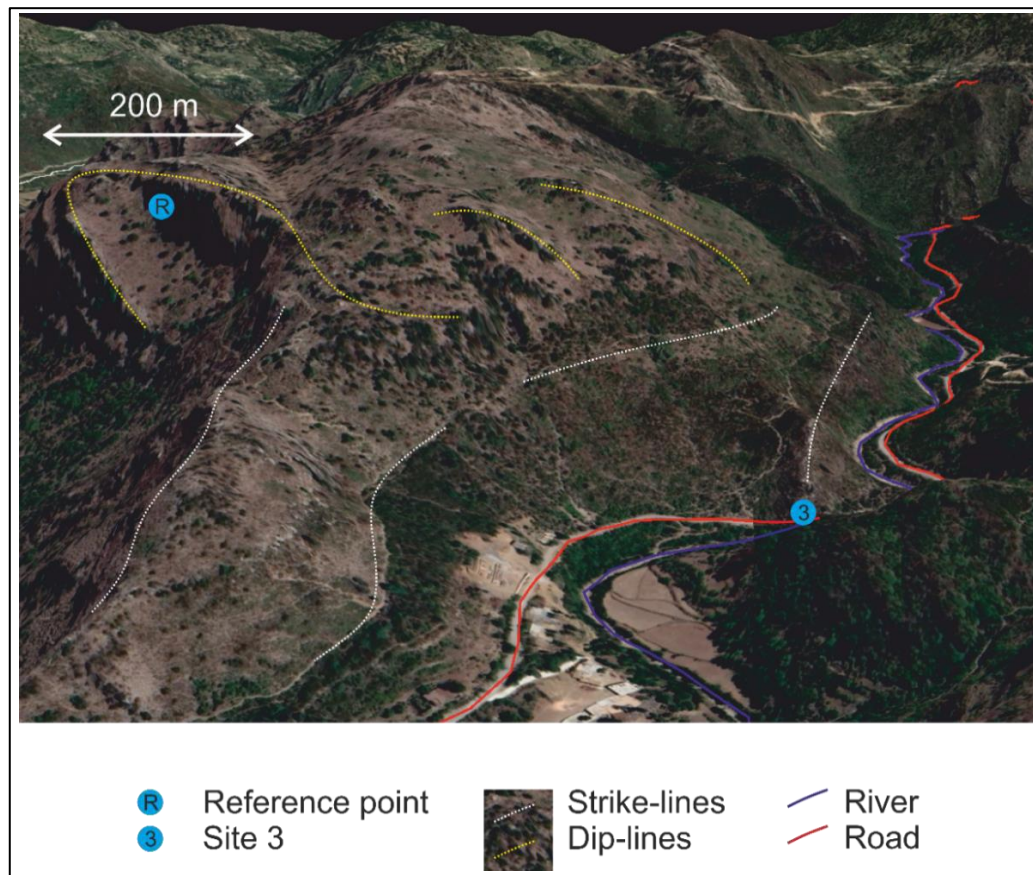 200 m
R
3
R Reference point
3 Site 3
Strike-lines
Dip-lines
River
Road